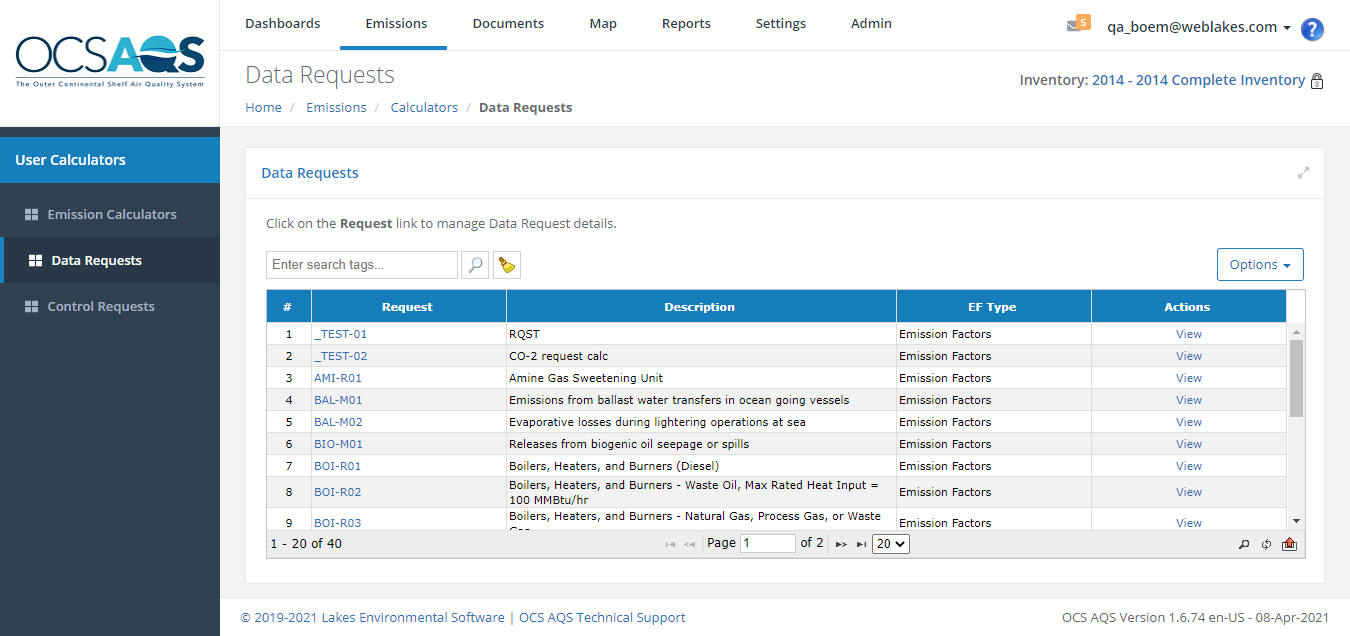 OCSAQS
The Outer Continental Shelf Air Quality System
Dashboards Emissions Documents Map Reports Settings Admin
5 qa_boem@weblakes.com ?
Data Requests
Inventory: 2014 - 2014 Complete Inventory
Home / Emissions / Calculators / Data Requests
User Calculators
Emission Calculators
Data Requests
Control Requests
Data Requests
Click on the Request link to manage Data Request details.
Enter search tags...
Options
# Request Description EF Type Actions
1 _TEST-01 RQST Emission Factors View
2 _TEST-02 CO-2 request calc Emission Factors View
3 AMI-R01 Amine Gas Sweetening Unit Emission Factors View
4 BAL-M01 Emissions from ballast water transfers in ocean going vessels Emission Factors View
5 BAL-M02 Evaporative losses during lightering operations at sea Emission Factors View
6 BIO-M01 Releases from biogenic oil seepage or spills Emission Factors View
7 BOI-R01 Boilers, Heaters, and Burners (Diesel) Emission Factors View
8 BOI-R02 Boilers, Heaters, and Burners - Waste Oil, Max Rated Heat Input =
100 MMBtu/hr Emission Factors View
9 BOI-R03 Boilers, Heaters, and Burners - Natural Gas, Process Gas, or Waste
Emission Factors View
1 - 20 of 40 Page 1 of 2 20
© 2019-2021 Lakes Environmental Software | OCS AQS Technical Support
OCS AQS Version 1.6.74 en-US - 08-Apr-2021